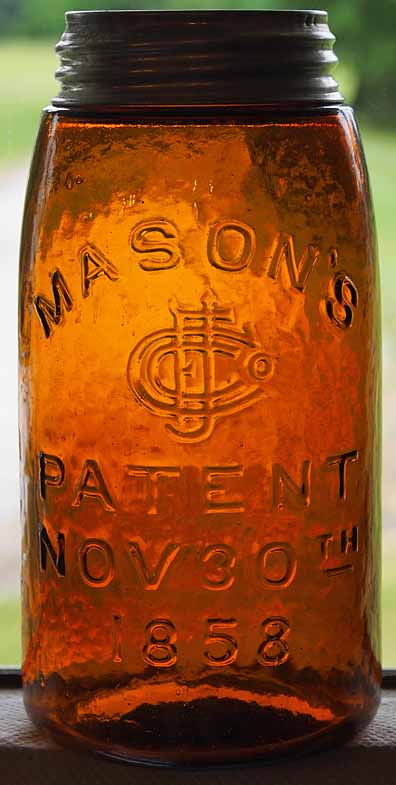 MASON'S
CFJCo
PATENT
NOV 30TH
1858